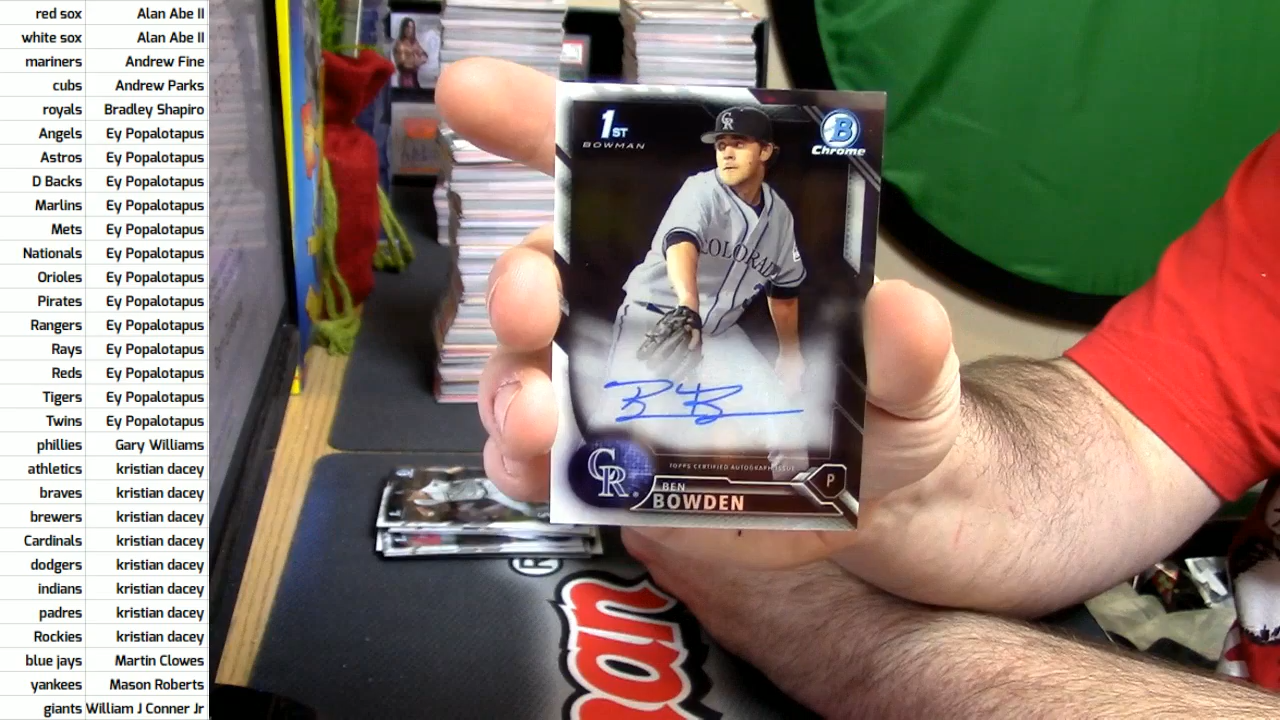 red sox Alan Abe II
white sox Alan Abe II
mariners Andrew Fine
cubs Andrew Parks
royals Bradley Shapiro
Angels Ey Popalotapus
Astros Ey Popalotapus
D Backs Ey Popalotapus
Marlins Ey Popalotapus
Mets Ey Popalotapus
Nationals Ey Popalotapus
Orioles Ey Popalotapus
Pirates Ey Popalotapus
Rangers Ey Popalotapus
Rays Ey Popalotapus
Reds Ey Popalotapus
Tigers Ey Popalotapus
Twins Ey Popalotapus
phillies Gary Williams
athletics kristian dacey
braves kristian dacey
brewers kristian dacey
Cardinals kristian dacey
dodgers kristian dacey
indians kristian dacey
padres kristian dacey
Rockies kristian dacey
blue jays Martin Clowes
yankees Mason Roberts
giants William J Conner Jr
1ST
BOWMAN
B
Chrome
CR
COLORAD
TOPPS CERTIFIED AUTOGRAPH ISSUE
CR
BEN
BOWDEN
P
®